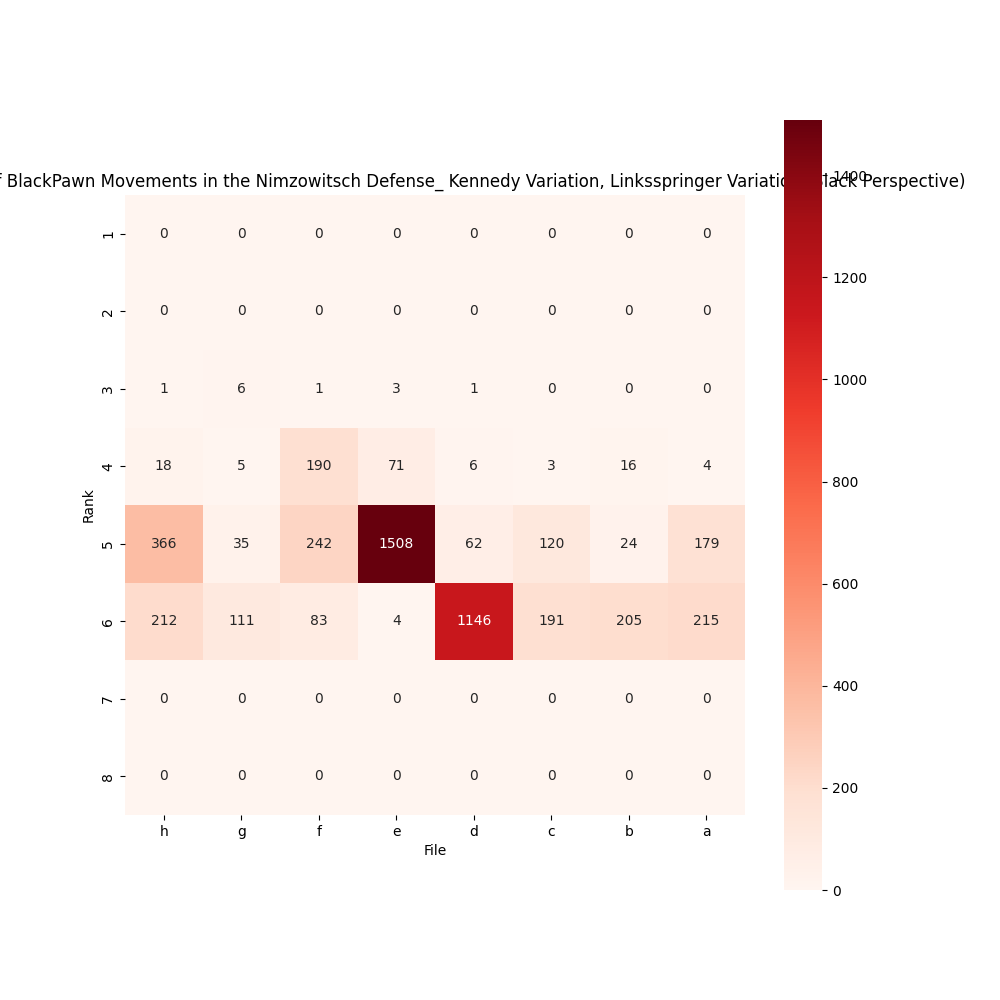 f BlackPawn Movements in the Nimzowitsch Defense_ Kennedy Variation, Linksspringer Variation Black Perspective)
1400
1200
1000
800
600
400
200
0
1 0 0 0 0 0 0 0 0
2 0 0 0 0 0 0 0 0
3 1 6 1 3 1 0 0 0
4 18 5 190 71 6 3 16 4
Rank
5 366 35 242 1508 62 120 24 179
6 212 111 83 4 1146 191 205 215
7 0 0 0 0 0 0 0 0
8 0 0 0 0 0 0 0 0
h g f e d c b a
File